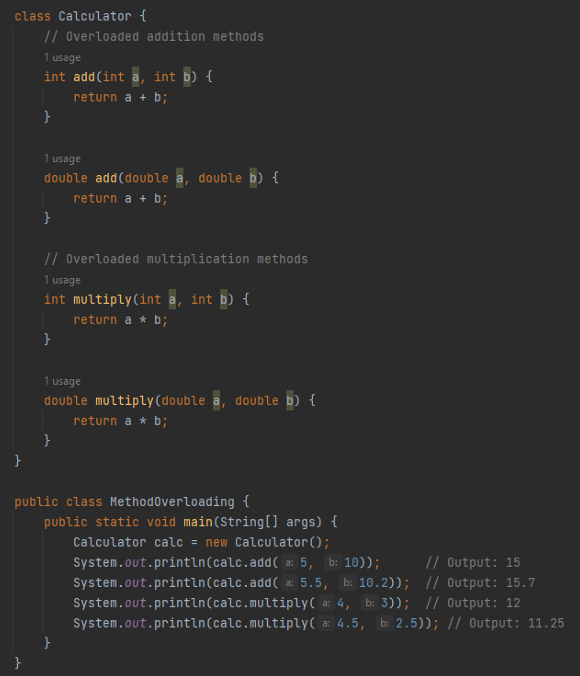 class Calculator {
    // Overloaded addition methods
    1 usage
    int add(int a, int b) {
        return a + b;
    }
    1 usage
    double add(double a, double b) {
        return a + b;
    }
    // Overloaded multiplication methods
    1 usage
    int multiply(int a, int b) {
        return a * b;
    }
    1 usage
    double multiply(double a, double b) {
        return a * b;
    }
}
public class MethodOverloading {
    public static void main(String[] args) {
        Calculator calc = new Calculator();
        System.out.println(calc.add( a: 5, b: 10));      // Output: 15
        System.out.println(calc.add( a: 5.5, b: 10.2));  // Output: 15.7
        System.out.println(calc.multiply( a: 4, b: 3));  // Output: 12
        System.out.println(calc.multiply( a: 4.5, b: 2.5)); // Output: 11.25
    }
}